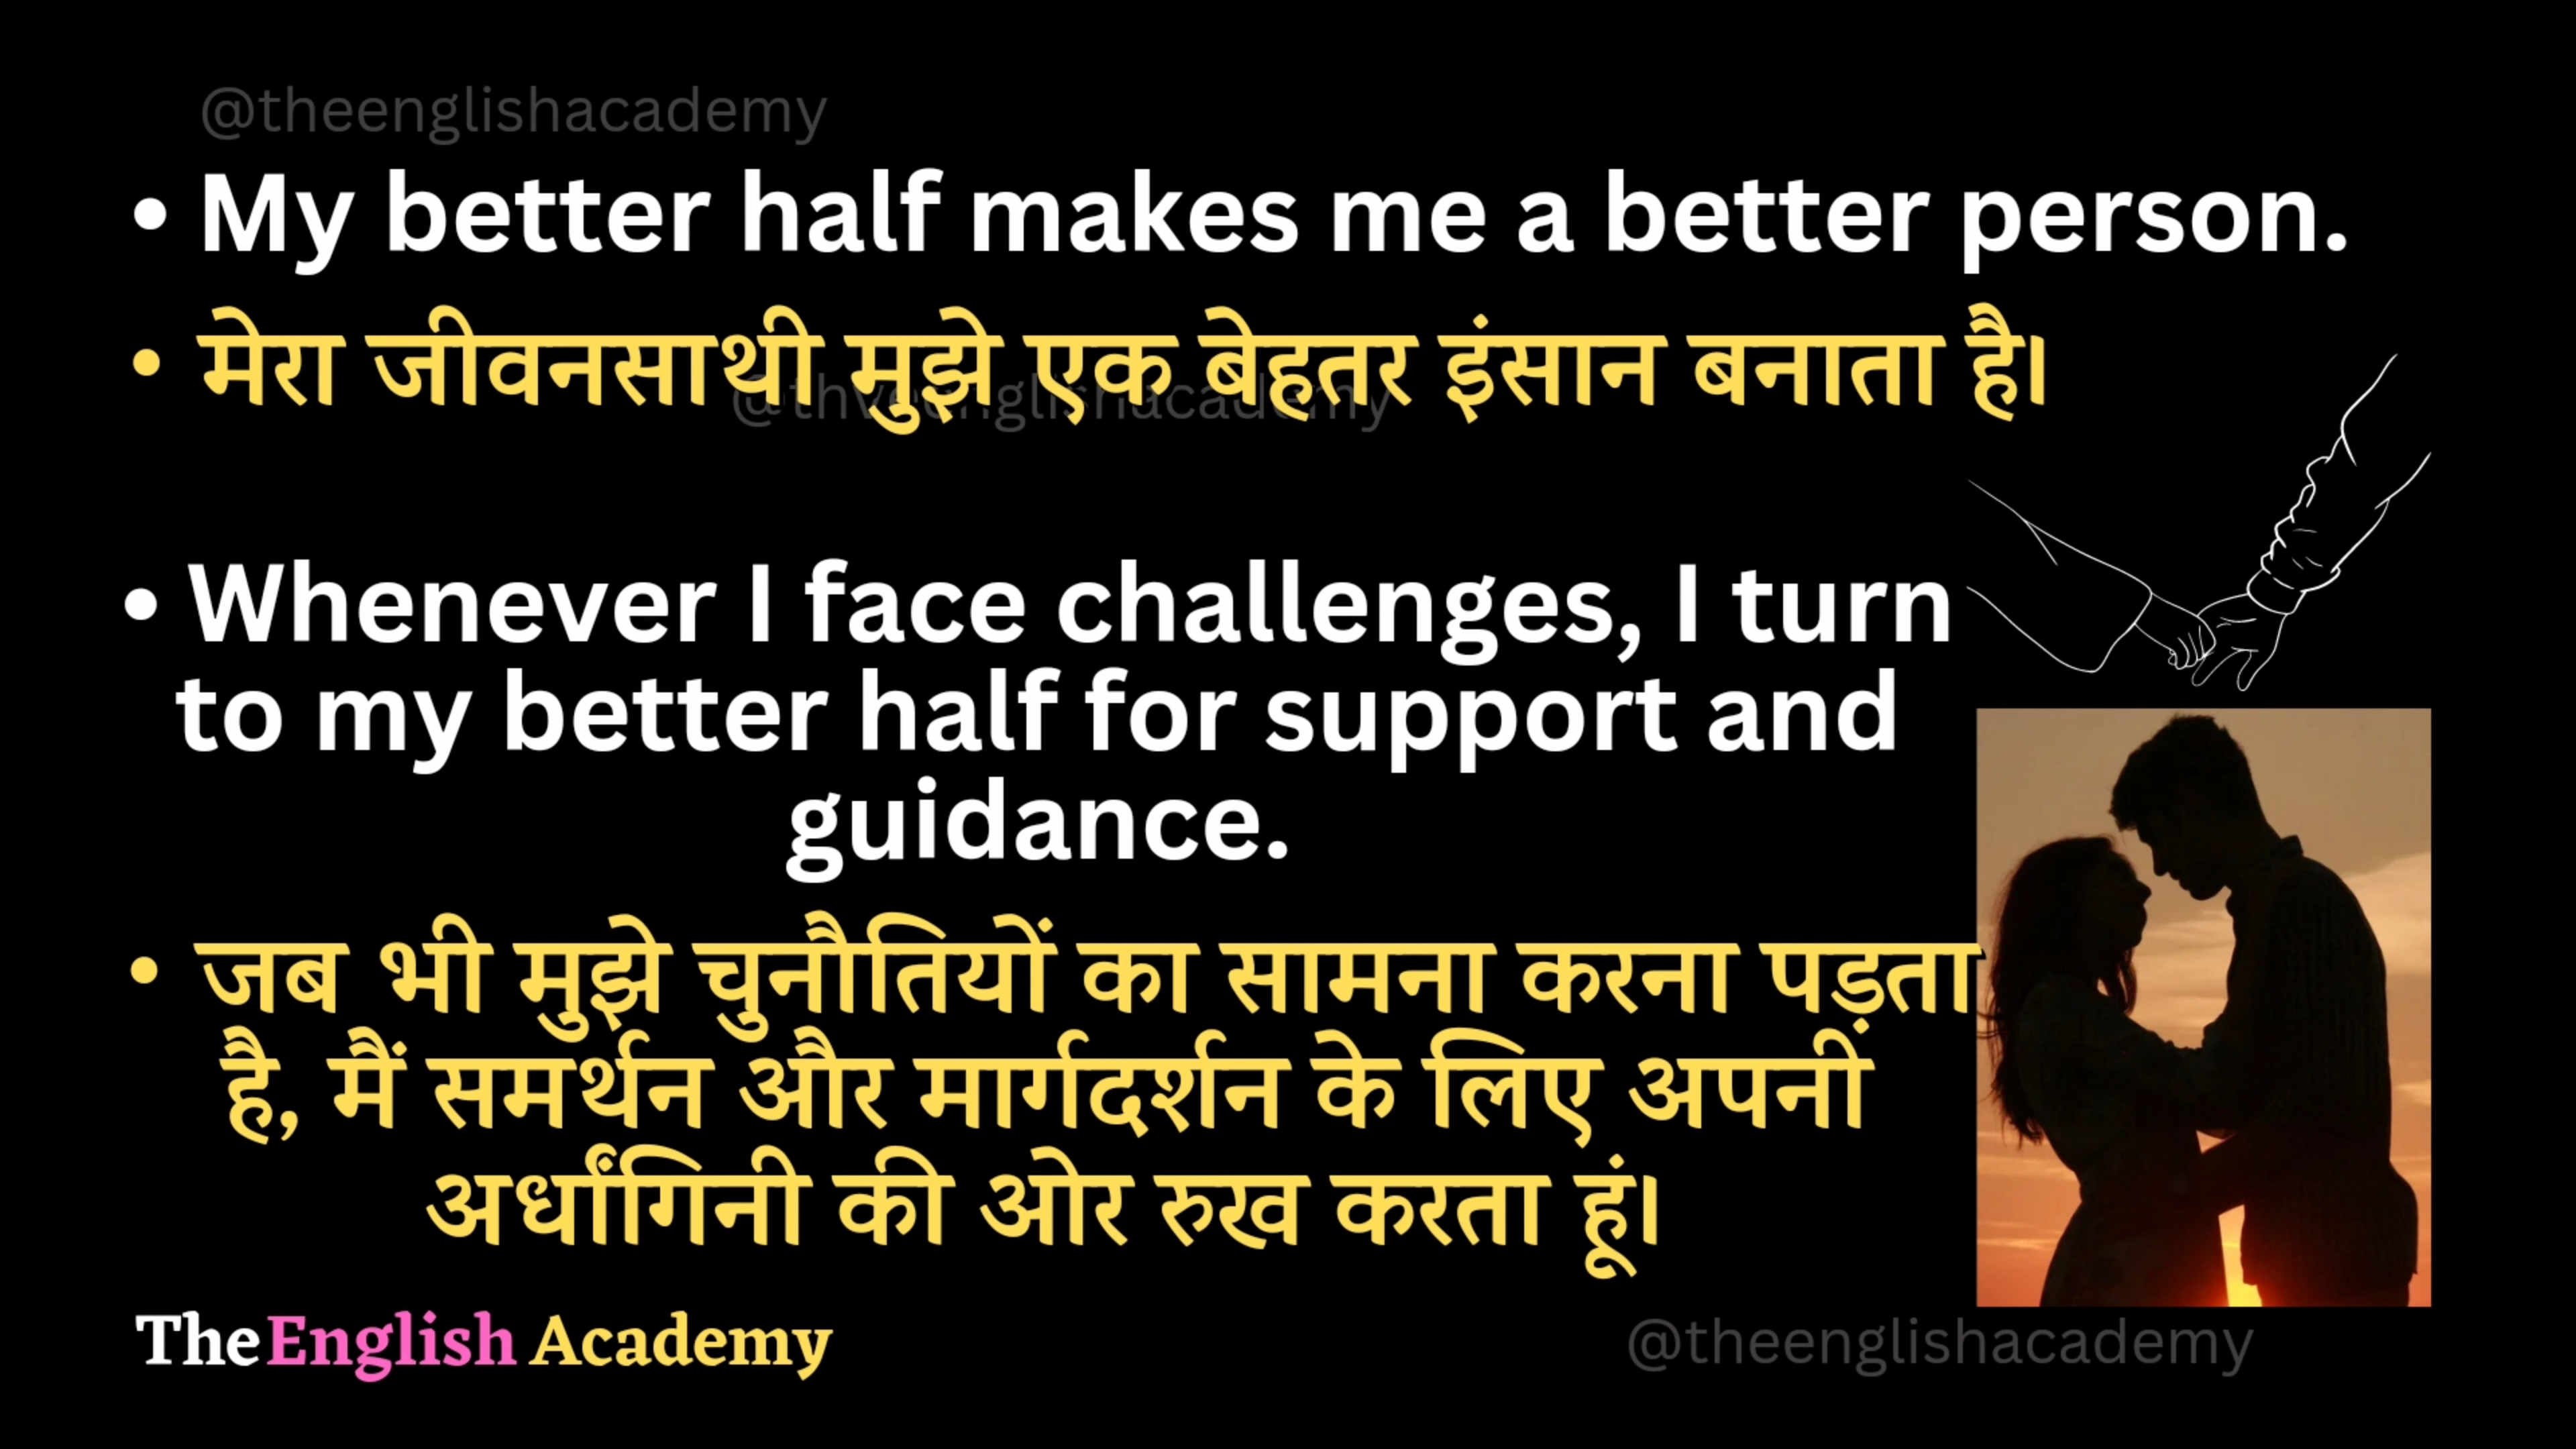 @theenglishacademy
• My better half makes me a better person.
• मेरा जीवनसाथी मुझे एक बेहतर इंसान बनाता है।
@thveenglishacademy
• Whenever I face challenges, I turn
to my better half for support and
guidance.
• जब भी मुझे चुनौतियों का सामना करना पड़ता
है, मैं समर्थन और मार्गदर्शन के लिए अपनी
अर्धांगिनी की ओर रुख करता हूं।
The English Academy
@theenglishacademy